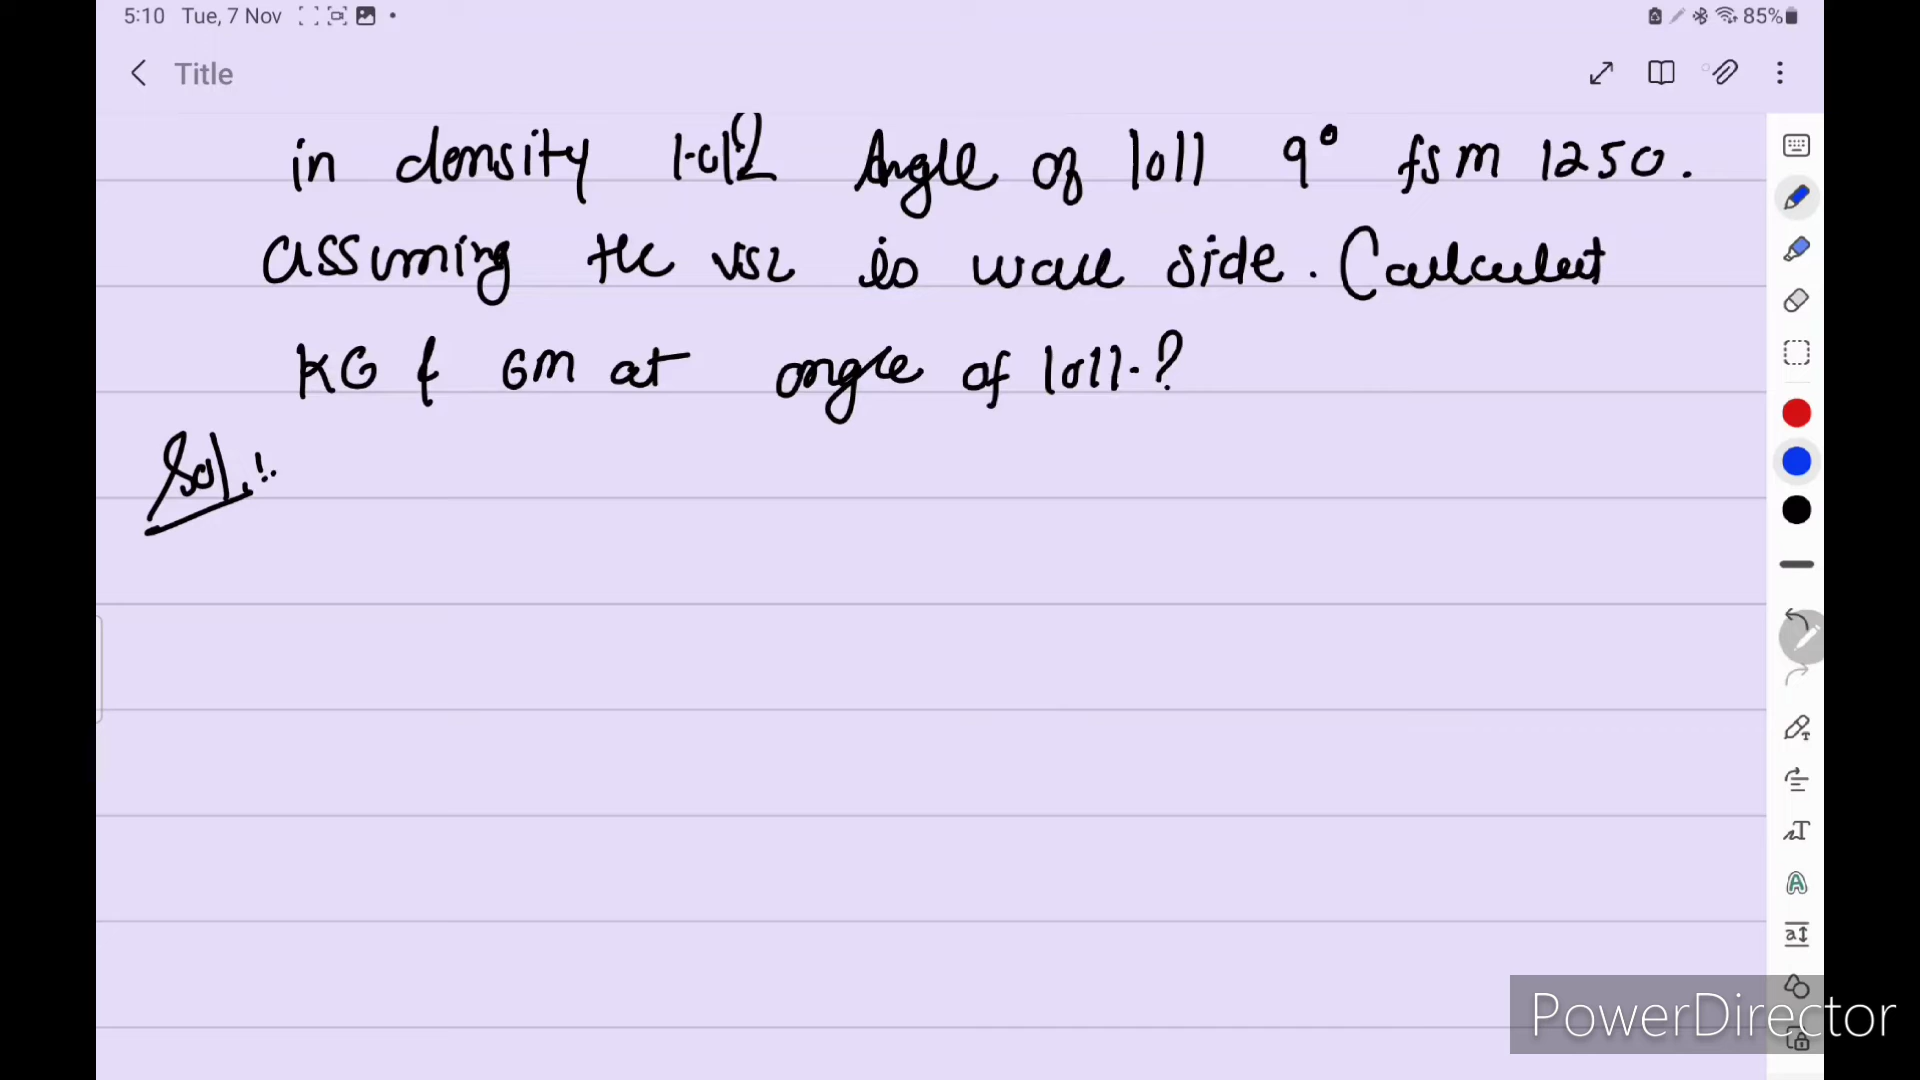 5:10 Tue, 7 Nov 85%
Title
in density 1.012 Angle of loll 9° fsm 1250.
assuming the vsl is wall side. Calculate
KG & GM at angle of loll.?
Sol:
PowerDirector